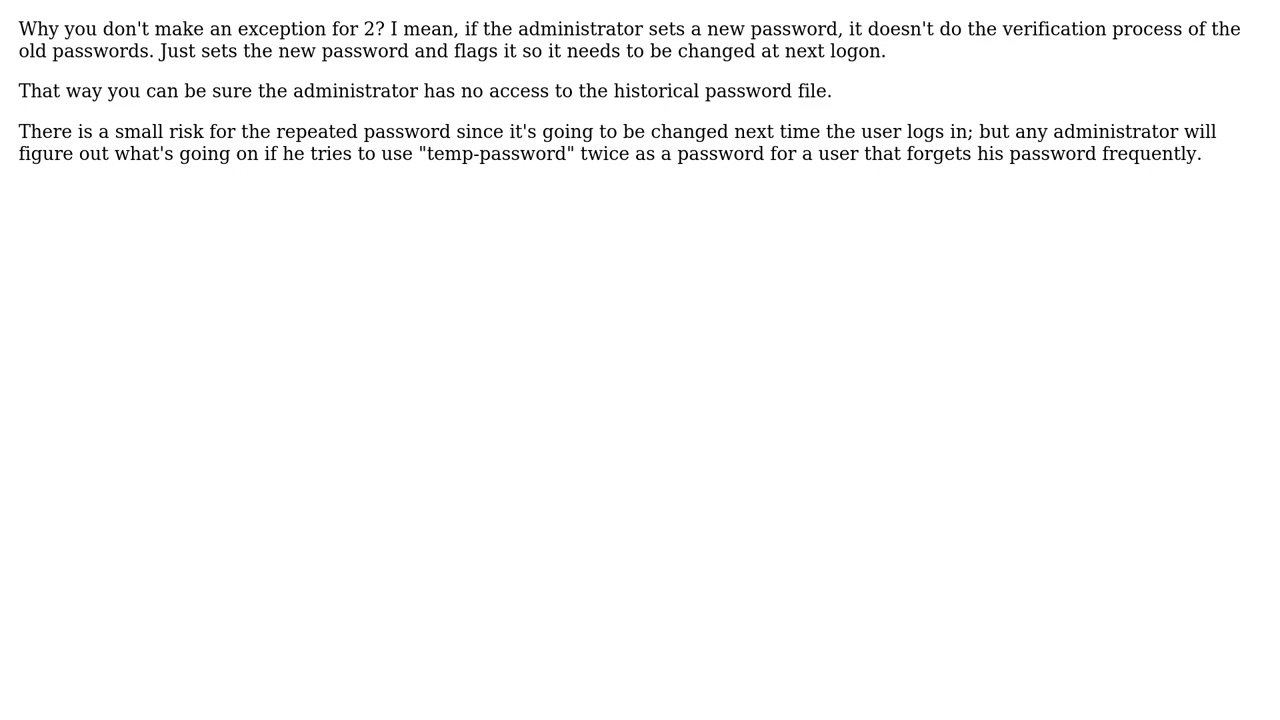 Why you don't make an exception for 2? I mean, if the administrator sets a new password, it doesn't do the verification process of the
old passwords. Just sets the new password and flags it so it needs to be changed at next logon.
That way you can be sure the administrator has no access to the historical password file.
There is a small risk for the repeated password since it's going to be changed next time the user logs in; but any administrator will
figure out what's going on if he tries to use "temp-password" twice as a password for a user that forgets his password frequently.